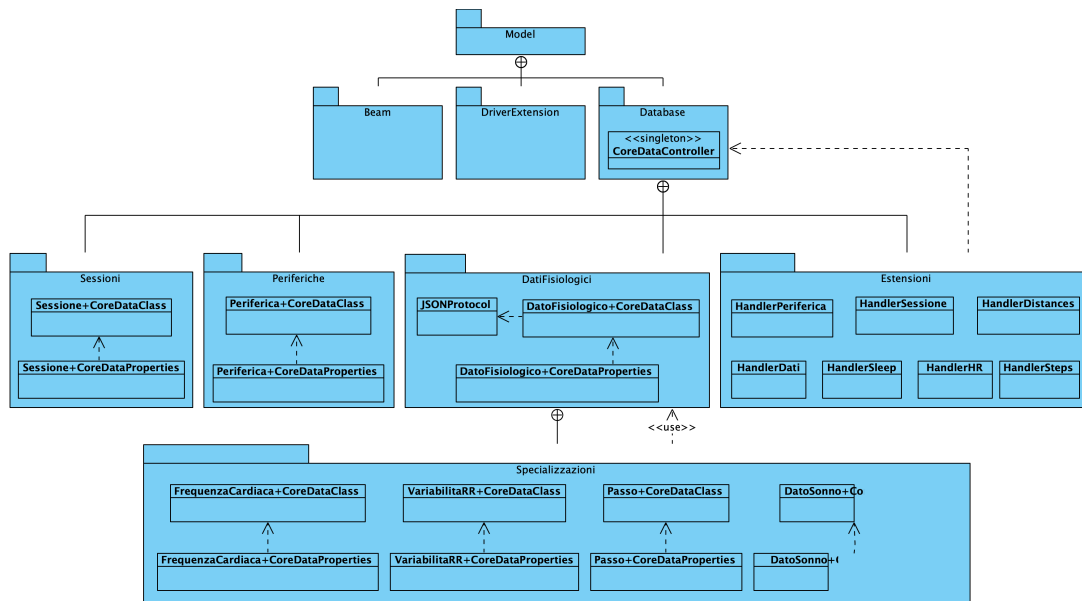 Model
Beam
DriverExtension
Database
<<singleton>>
CoreDataController
Sessioni
Periferiche
DatiFisiologici
Estensioni
Sessione+CoreDataClass
Periferica+CoreDataClass
JSONProtocol
DatoFisiologico+CoreDataClass
HandlerPeriferica
HandlerSessione
HandlerDistances
Sessione+CoreDataProperties
Periferica+CoreDataProperties
DatoFisiologico+CoreDataProperties
HandlerDati
HandlerSleep
HandlerHR
HandlerSteps
<<use>>
Specializzazioni
FrequenzaCardiaca+CoreDataClass
VariabilitaRR+CoreDataClass
Passo+CoreDataClass
DatoSonno+Co
FrequenzaCardiaca+CoreDataProperties
VariabilitaRR+CoreDataProperties
Passo+CoreDataProperties
DatoSonno+